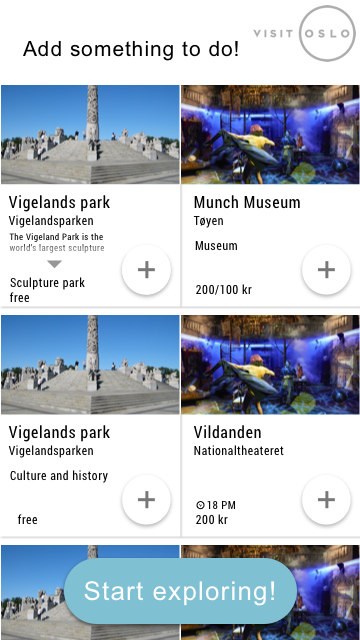 VISIT OSLO
Add something to do!
Vigelands park
Vigelandsparken
The Vigeland Park is the
world's largest sculpture
Sculpture park
free
Munch Museum
Tøyen
Museum
200/100 kr
Vigelands park
Vigelandsparken
Culture and history
free
Vildanden
Nationaltheateret
18 PM
200 kr
Start exploring!